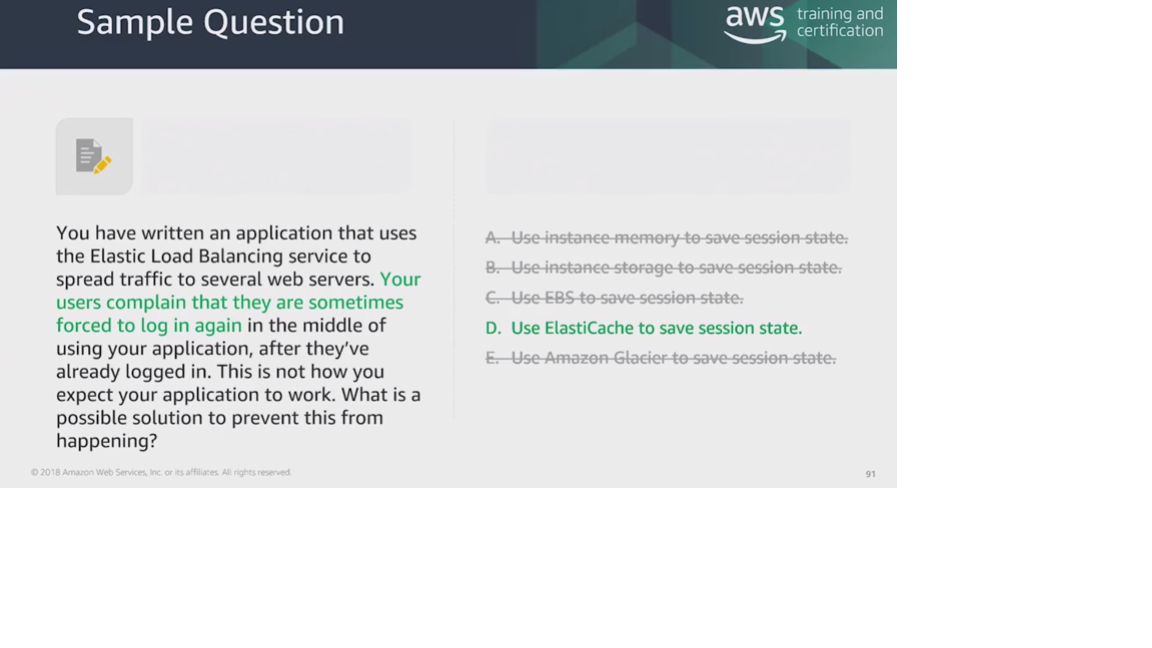 Sample Question
aws training and
certification
You have written an application that uses
the Elastic Load Balancing service to
spread traffic to several web servers. Your
users complain that they are sometimes
forced to log in again in the middle of
using your application, after they’ve
already logged in. This is not how you
expect your application to work. What is a
possible solution to prevent this from
happening?
A. Use instance memory to save session state.
B. Use instance storage to save session state.
C. Use EBS to save session state.
D. Use ElastiCache to save session state.
E. Use Amazon Glacier to save session state.
© 2018 Amazon Web Services, Inc. or its affiliates. All rights reserved.
91